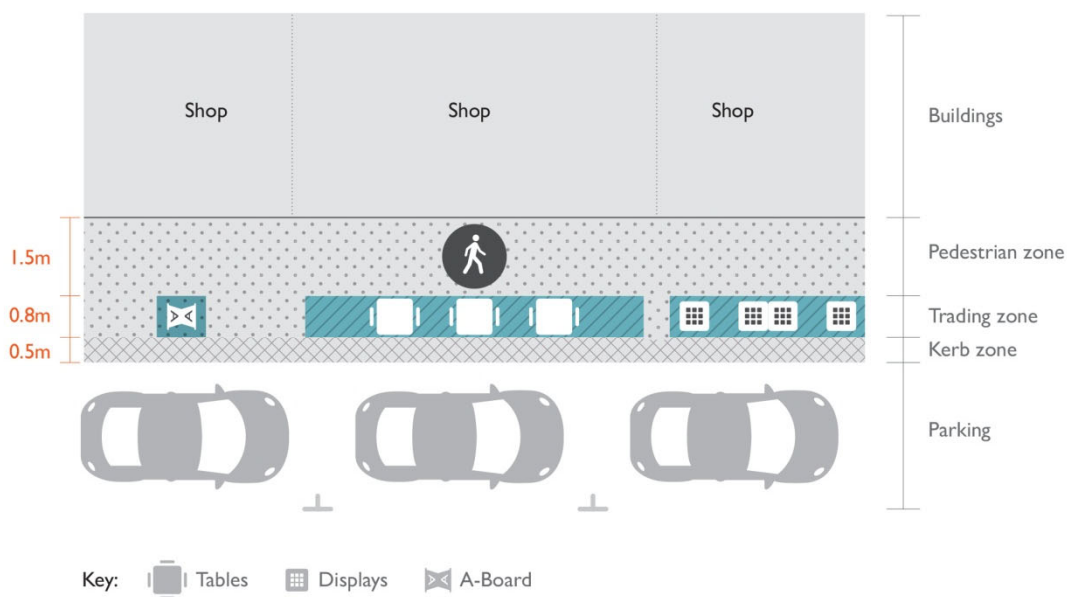 Shop
Shop
Shop
Buildings
1.5m
Pedestrian zone
0.8m
Trading zone
0.5m
Kerb zone
Parking
Key:
Tables
Displays
A-Board